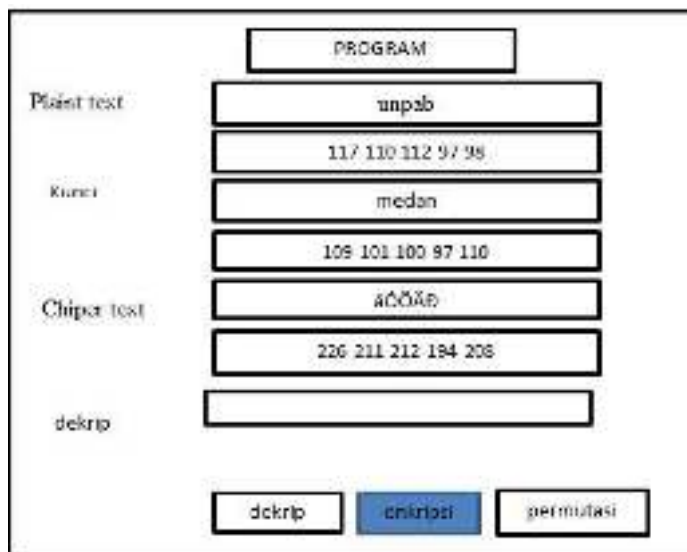 PROGRAM
Plaint text
unpab
117 110 112 97 98
Kunci
medan
109 101 100 97 110
Chiper text
226 211 212 194 208
dekrip
dekrip
enkripsi
permutasi